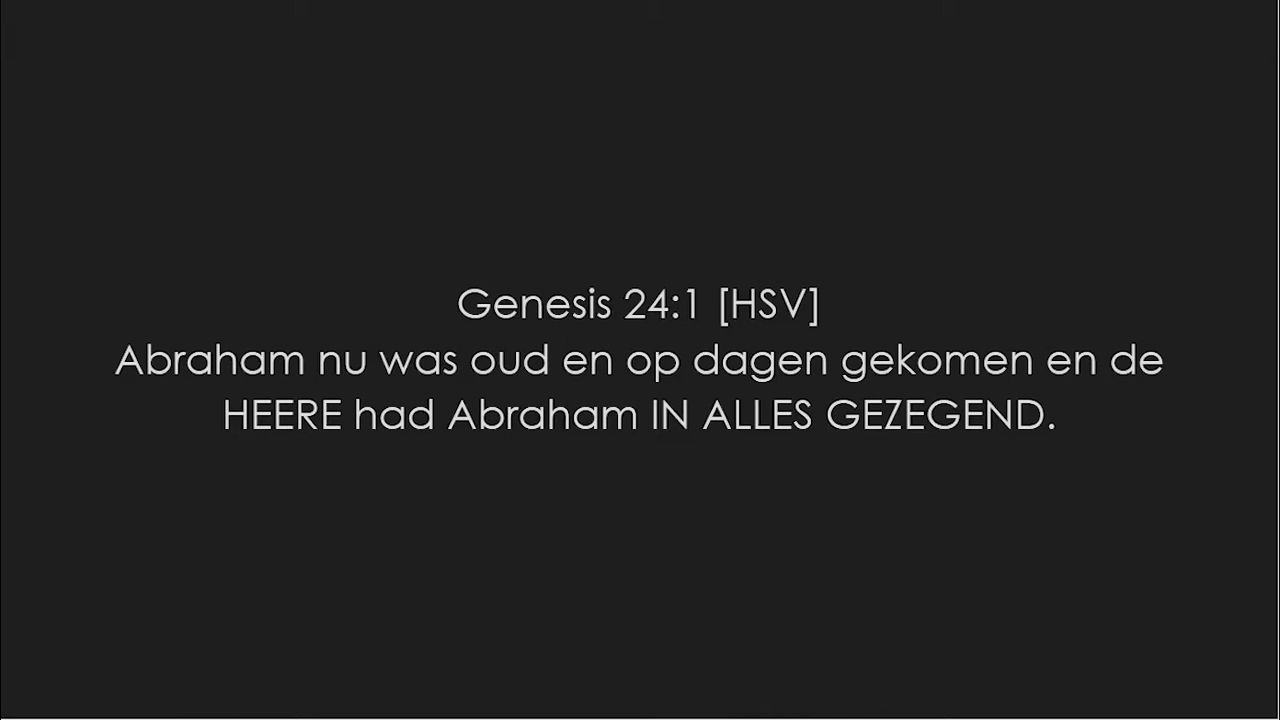 Genesis 24:1 [HSV]
Abraham nu was oud en op dagen gekomen en de
HEERE had Abraham IN ALLES GEZEGEND.